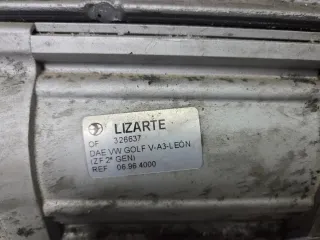 LIZARTE
OF 326637
DAE VW GOLF V-A3-LEON
(ZF 2ª GEN)
REF 06.96.4000